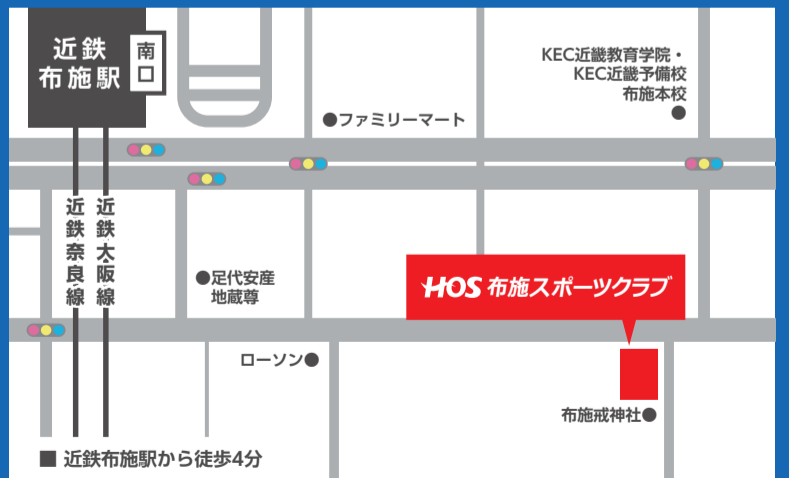 近鉄
布施駅
南口
KEC近畿教育学院・
KEC近畿予備校
布施本校
ファミリーマート
近鉄奈良線
近鉄大阪線
足代安産
地蔵尊
HOS 布施スポーツクラブ
ローソン
布施戎神社
■ 近鉄布施駅から徒歩4分